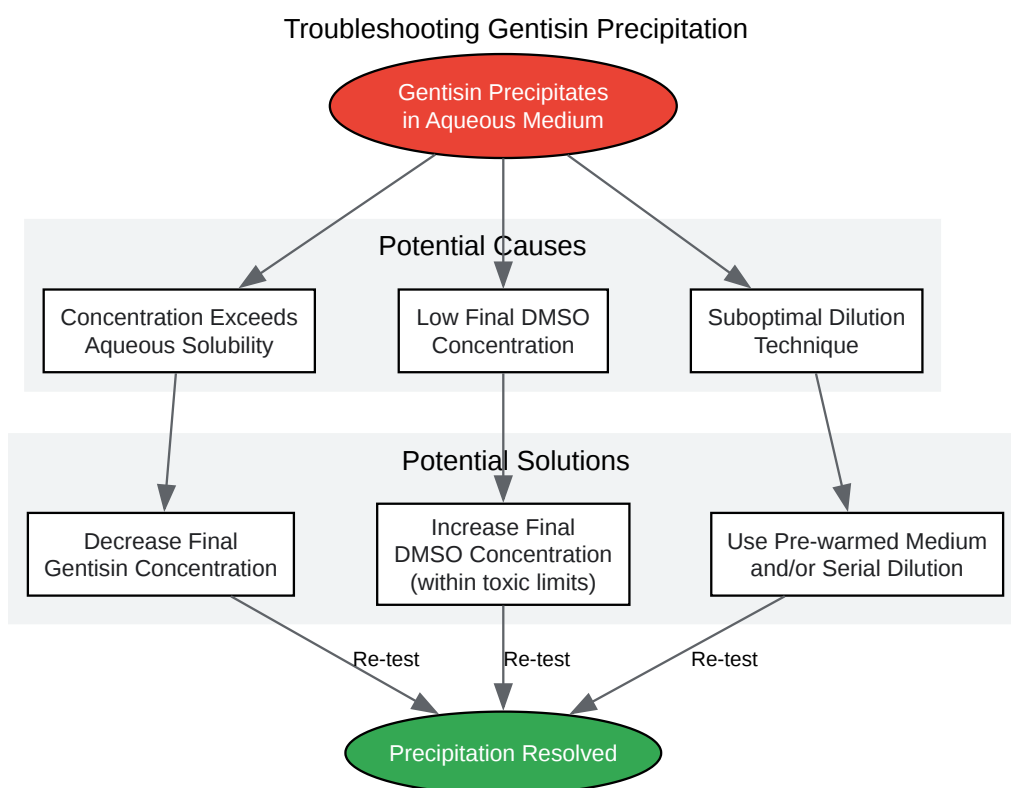 Troubleshooting Gentisin Precipitation
Gentisin Precipitates
in Aqueous Medium
Potential Causes
Concentration Exceeds
Aqueous Solubility
Low Final DMSO
Concentration
Suboptimal Dilution
Technique
Potential Solutions
Decrease Final
Gentisin Concentration
Increase Final
DMSO Concentration
(within toxic limits)
Use Pre-warmed Medium
and/or Serial Dilution
Re-test
Re-test
Re-test
Precipitation Resolved